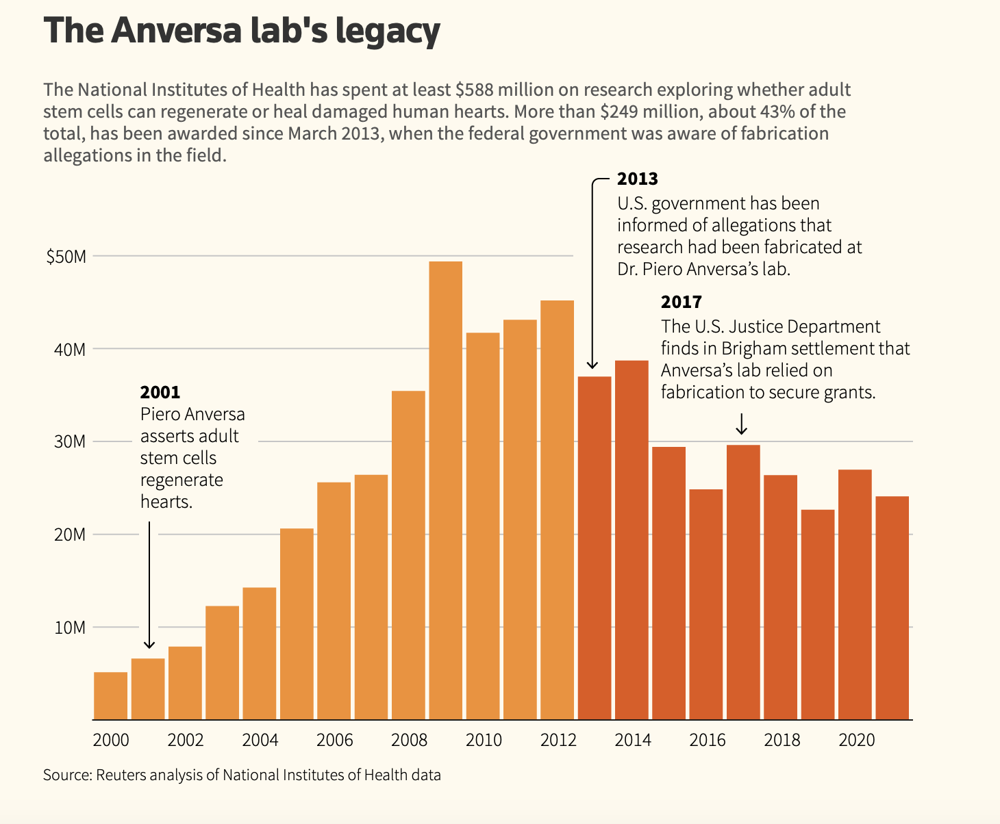 The Anversa lab's legacy
The National Institutes of Health has spent at least $588 million on research exploring whether adult
stem cells can regenerate or heal damaged human hearts. More than $249 million, about 43% of the
total, has been awarded since March 2013, when the federal government was aware of fabrication
allegations in the field.
2013
U.S. government has been
informed of allegations that
research had been fabricated at
Dr. Piero Anversa’s lab.
2017
The U.S. Justice Department
finds in Brigham settlement that
Anversa’s lab relied on
fabrication to secure grants.
2001
Piero Anversa
asserts adult
stem cells
regenerate
hearts.
$50M
40M
30M
20M
10M
2000 2002 2004 2006 2008 2010 2012 2014 2016 2018 2020
Source: Reuters analysis of National Institutes of Health data